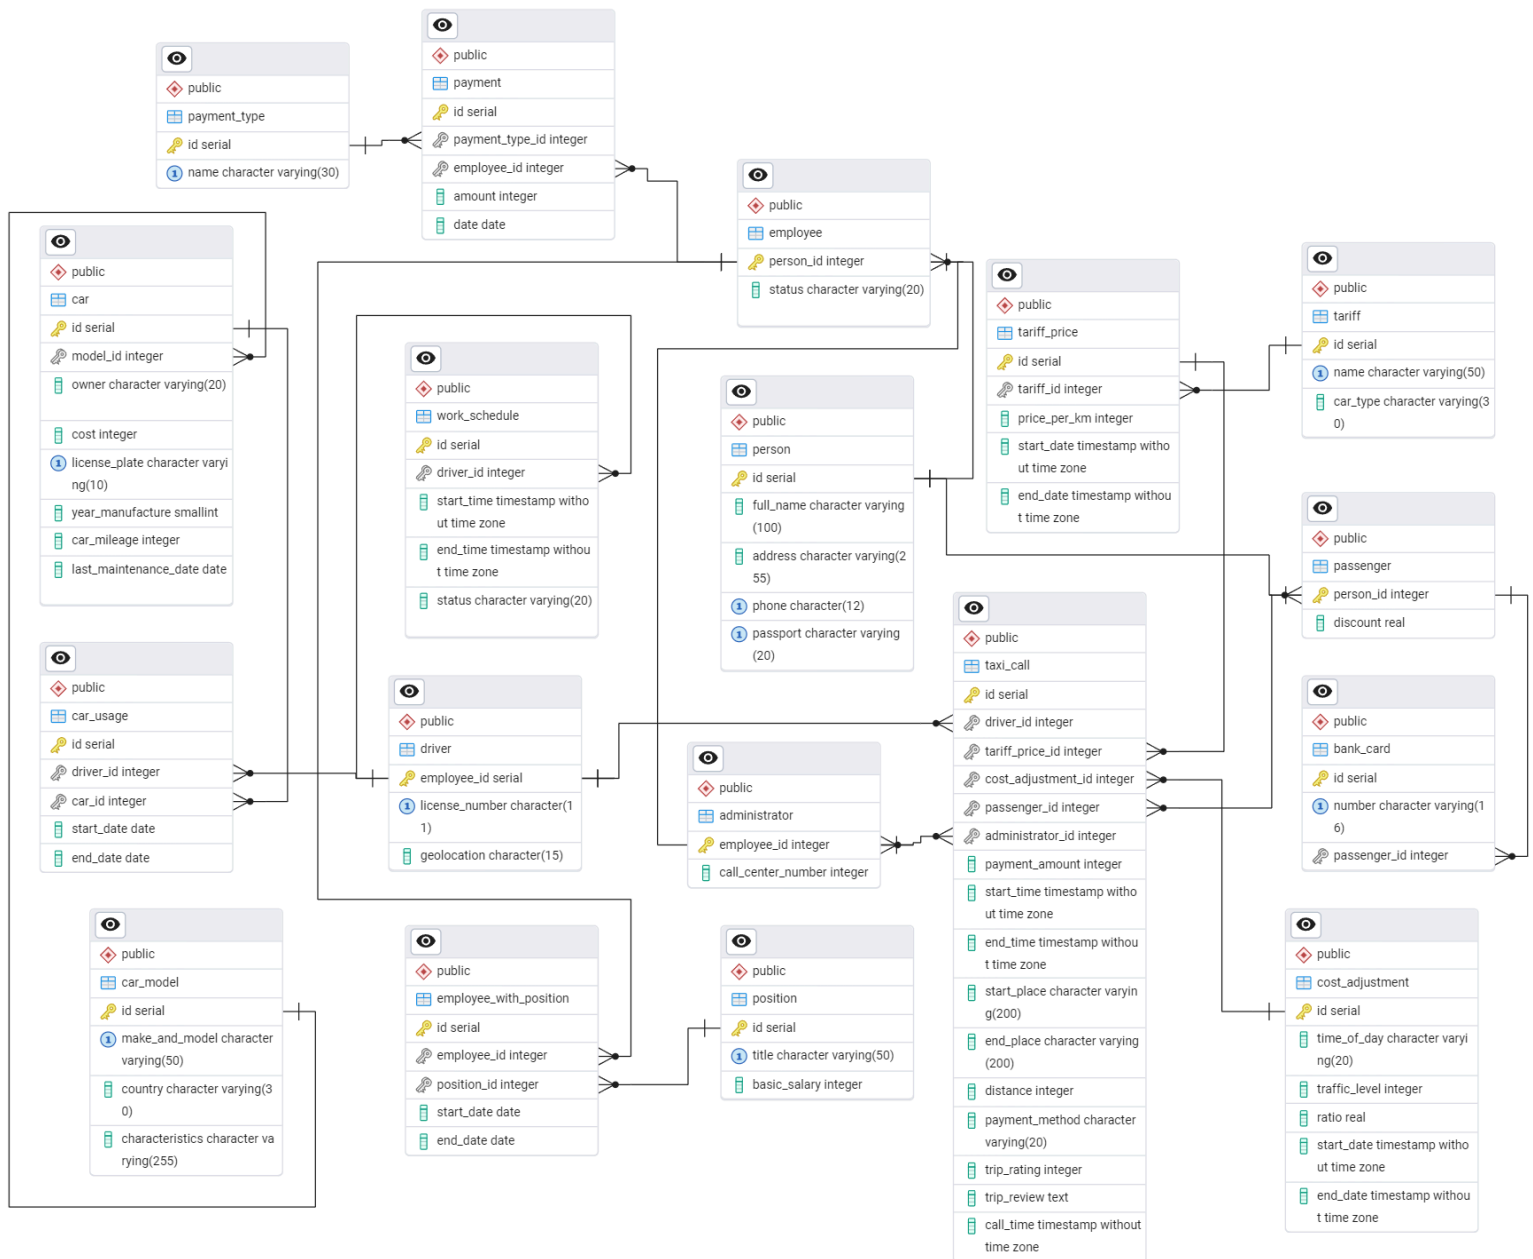 public
payment_type
id serial
name character varying(30)
public
payment
id serial
payment_type_id integer
employee_id integer
amount integer
date date
public
employee
person_id integer
status character varying(20)
public
car
id serial
model_id integer
owner character varying(20)
cost integer
license_plate character varyi
ng(10)
year_manufacture smallint
car_mileage integer
last_maintenance_date date
public
work_schedule
id serial
driver_id integer
start_time timestamp witho
ut time zone
end_time timestamp withou
t time zone
status character varying(20)
public
person
id serial
full_name character varying
(100)
address character varying(2
55)
phone character(12)
passport character varying
(20)
public
tariff_price
id serial
tariff_id integer
price_per_km integer
start_date timestamp witho
ut time zone
end_date timestamp withou
t time zone
public
tariff
id serial
name character varying(50)
car_type character varying(3
0)
public
passenger
person_id integer
discount real
public
car_usage
id serial
driver_id integer
car_id integer
start_date date
end_date date
public
driver
employee_id serial
license_number character(1
1)
geolocation character(15)
public
administrator
employee_id integer
call_center_number integer
public
taxi_call
id serial
driver_id integer
tariff_price_id integer
cost_adjustment_id integer
passenger_id integer
administrator_id integer
payment_amount integer
start_time timestamp witho
ut time zone
end_time timestamp withou
t time zone
start_place character varyin
g(200)
end_place character varying
(200)
distance integer
payment_method character
varying(20)
trip_rating integer
trip_review text
call_time timestamp without
time zone
public
bank_card
id serial
number character varying(1
6)
passenger_id integer
public
car_model
id serial
make_and_model character
varying(50)
country character varying(3
0)
characteristics character va
rying(255)
public
employee_with_position
id serial
employee_id integer
position_id integer
start_date date
end_date date
public
position
id serial
title character varying(50)
basic_salary integer
public
cost_adjustment
id serial
time_of_day character varyi
ng(20)
traffic_level integer
ratio real
start_date timestamp witho
ut time zone
end_date timestamp withou
t time zone